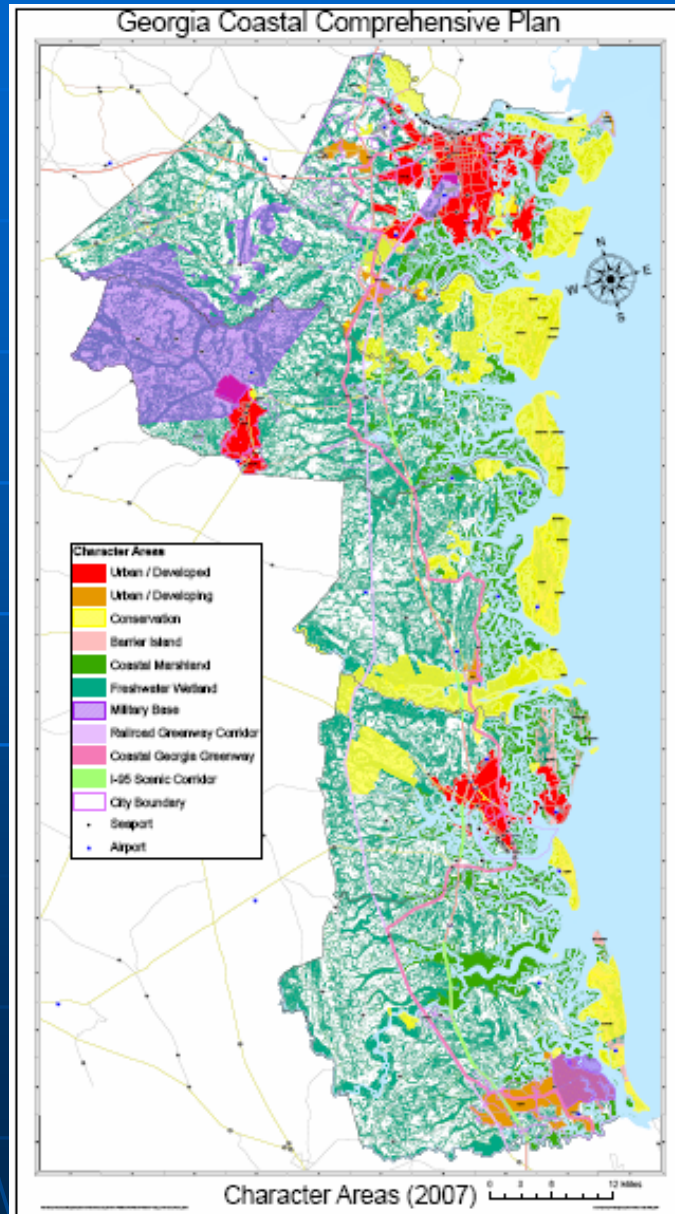 Georgia Coastal Comprehensive Plan
N
W E
S
Character Areas
Urban / Developed
Urban / Developing
Conservation
Barrier Island
Coastal Marshland
Freshwater Wetland
Military Base
Railroad Greenway Corridor
Coastal Georgia Greenway
I-95 Scenic Corridor
City Boundary
Seaport
Airport
Character Areas (2007)
0 3 6 12 Miles